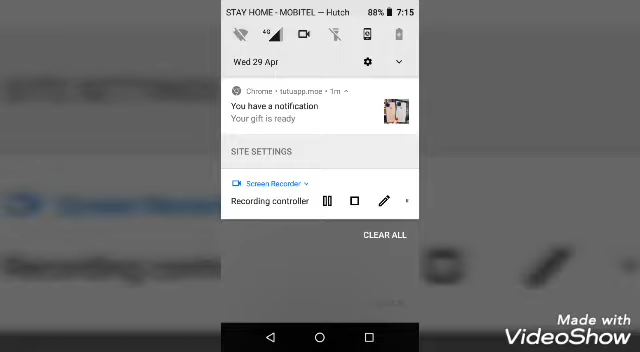 STAY HOME - MOBITEL — Hutch 88% 7:15
4G
Wed 29 Apr
Chrome • tutuapp.moe • 1m
You have a notification
Your gift is ready
SITE SETTINGS
Screen Recorder
Recording controller
CLEAR ALL
Made with
VideoShow